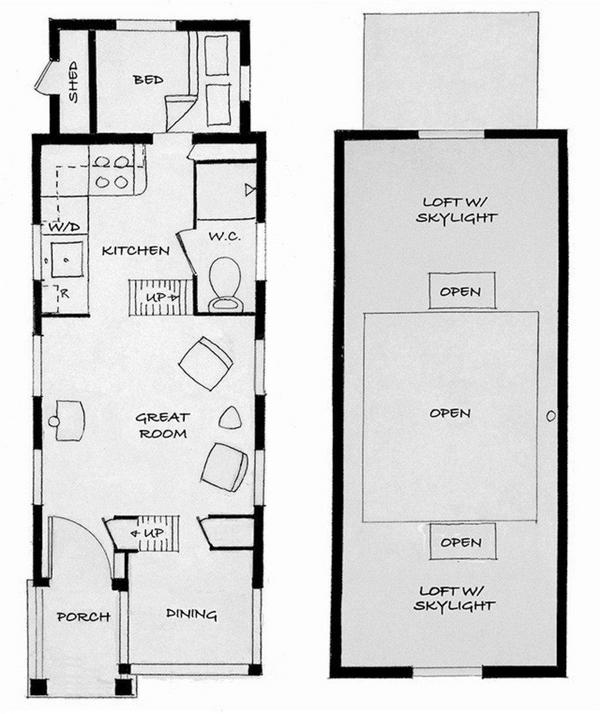 SHED
BED
W/D
KITCHEN
W.C.
R
UP
GREAT
ROOM
UP
PORCH
DINING
LOFT W/
SKYLIGHT
OPEN
OPEN
OPEN
LOFT W/
SKYLIGHT